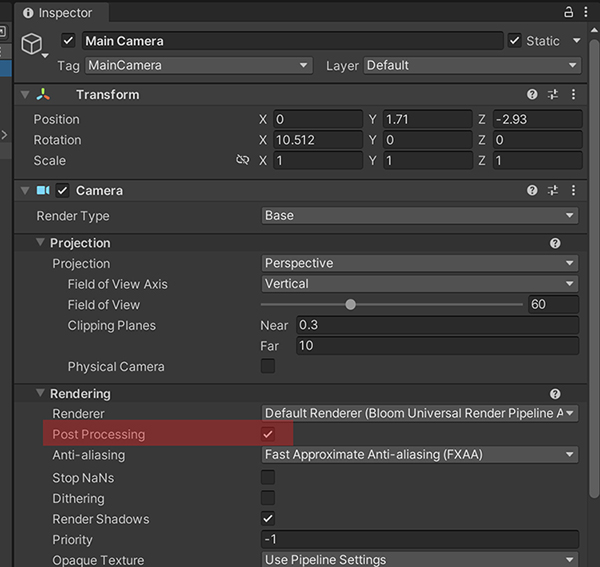 Inspector
Main Camera Static
Tag MainCamera Layer Default
Transform
Position X 0 Y 1.71 Z -2.93
Rotation X 10.512 Y 0 Z 0
Scale X 1 Y 1 Z 1
Camera
Render Type Base
Projection
Projection Perspective
Field of View Axis Vertical
Field of View 60
Clipping Planes Near 0.3
Far 10
Physical Camera
Rendering
Renderer Default Renderer (Bloom Universal Render Pipeline A
Post Processing
Anti-aliasing Fast Approximate Anti-aliasing (FXAA)
Stop NaNs
Dithering
Render Shadows
Priority -1
Opaque Texture Use Pipeline Settings